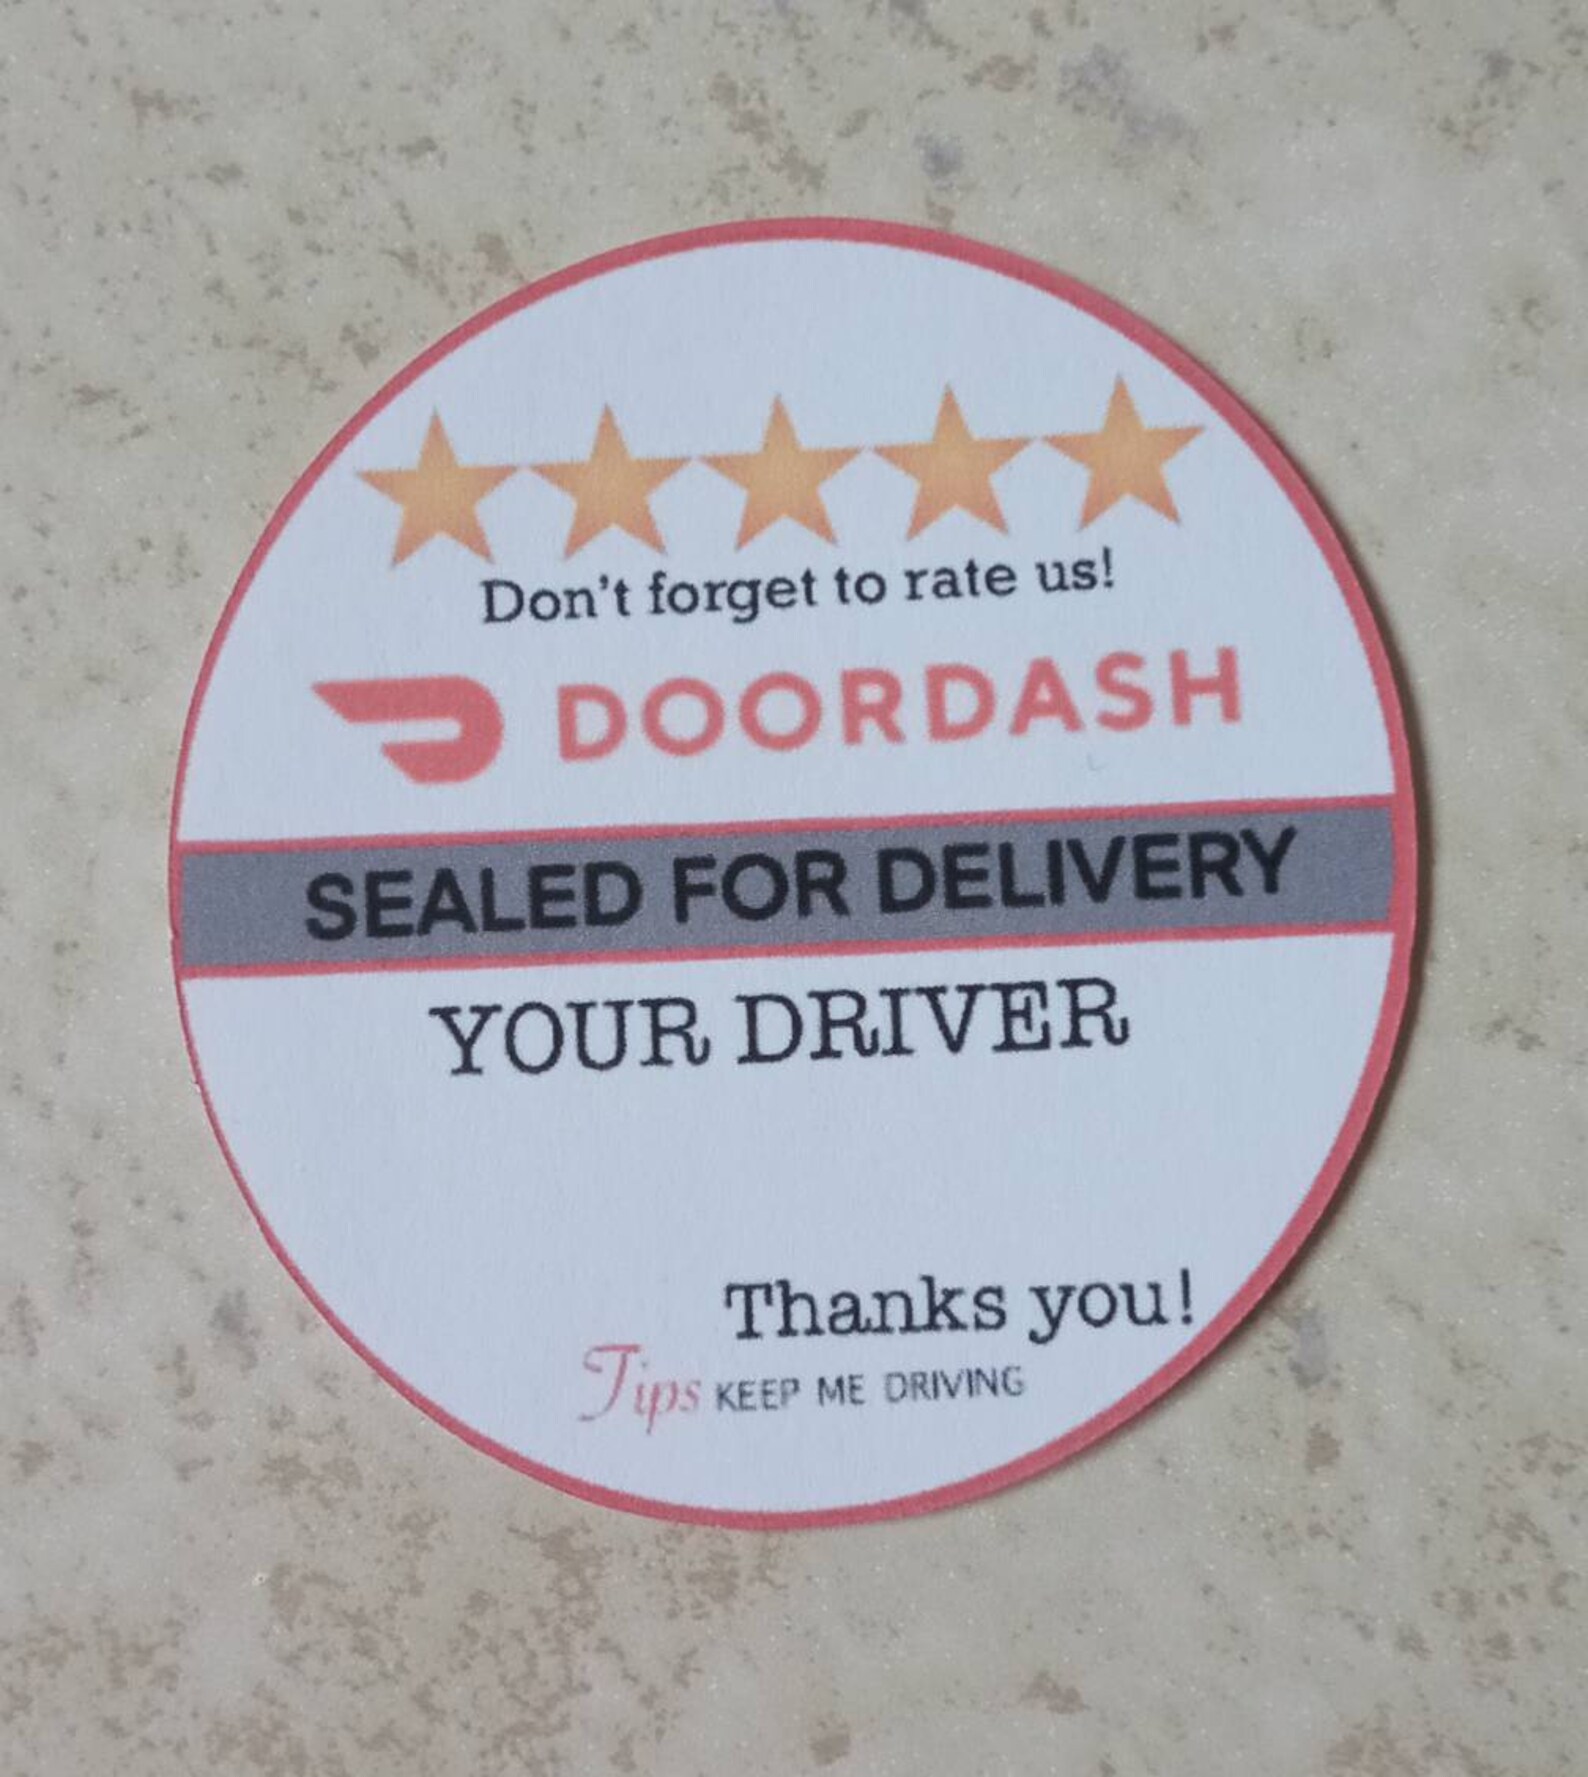 Don't forget to rate us!
DOORDASH
SEALED FOR DELIVERY
YOUR DRIVER
Thanks you!
Tips KEEP ME DRIVING